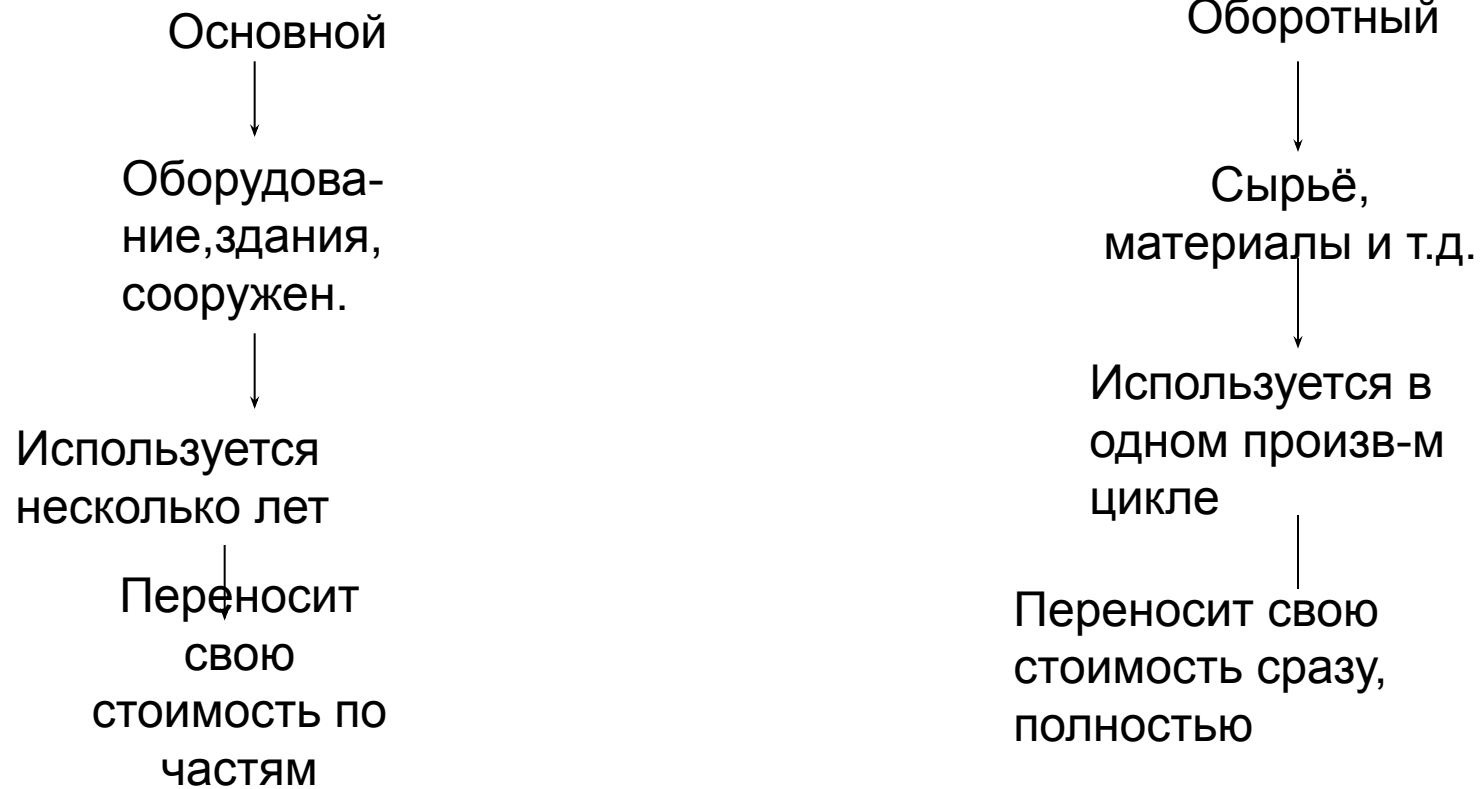 Основной
Оборудова-
ние,здания,
сооружен.
Используется
несколько лет
Переносит
свою
стоимость по
частям
Оборотный
Сырьё,
материалы и т.д.
Используется в
одном произв-м
цикле
Переносит свою
стоимость сразу,
полностью